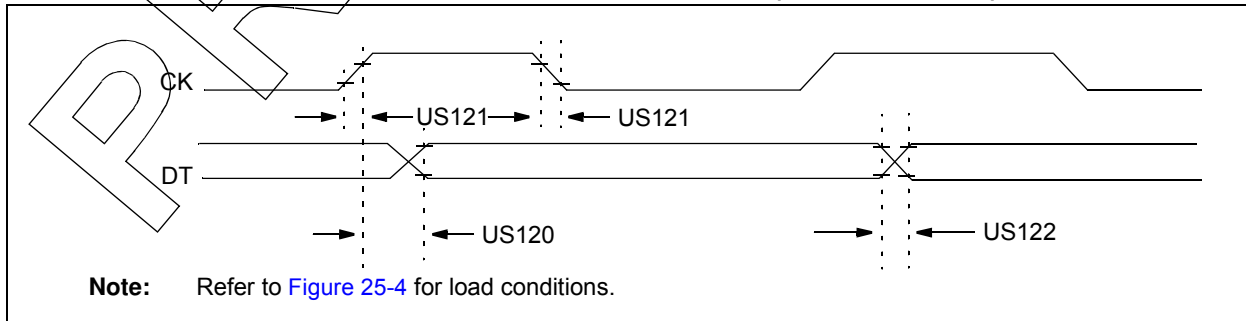 CK
US121 US121
DT
US120 US122
Note: Refer to Figure 25-4 for load conditions.